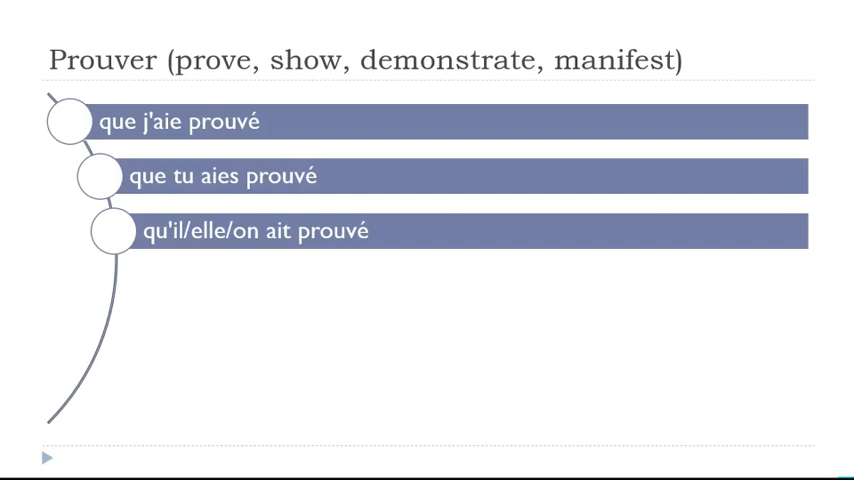 Prouver (prove, show, demonstrate, manifest)
que j'aie prouvé
que tu aies prouvé
qu'il/elle/on ait prouvé